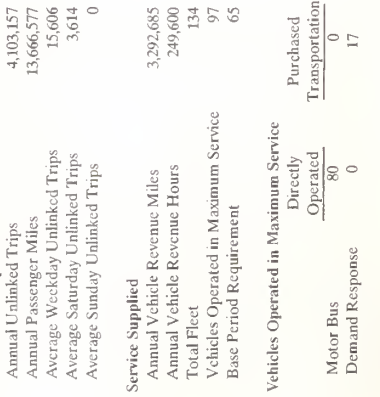 Annual Unlinked Trips 4,103,157
Annual Passenger Miles 13,666,577
Average Weekday Unlinked Trips 15,606
Average Saturday Unlinked Trips 3,614
Average Sunday Unlinked Trips 0
Service Supplied
Annual Vehicle Revenue Miles 3,292,685
Annual Vehicle Revenue Hours 249,600
Total Fleet 134
Vehicles Operated in Maximum Service 97
Base Period Requirement 65
Vehicles Operated in Maximum Service
Directly Purchased
Operated Transportation
Motor Bus 80 0
Demand Response 0 17